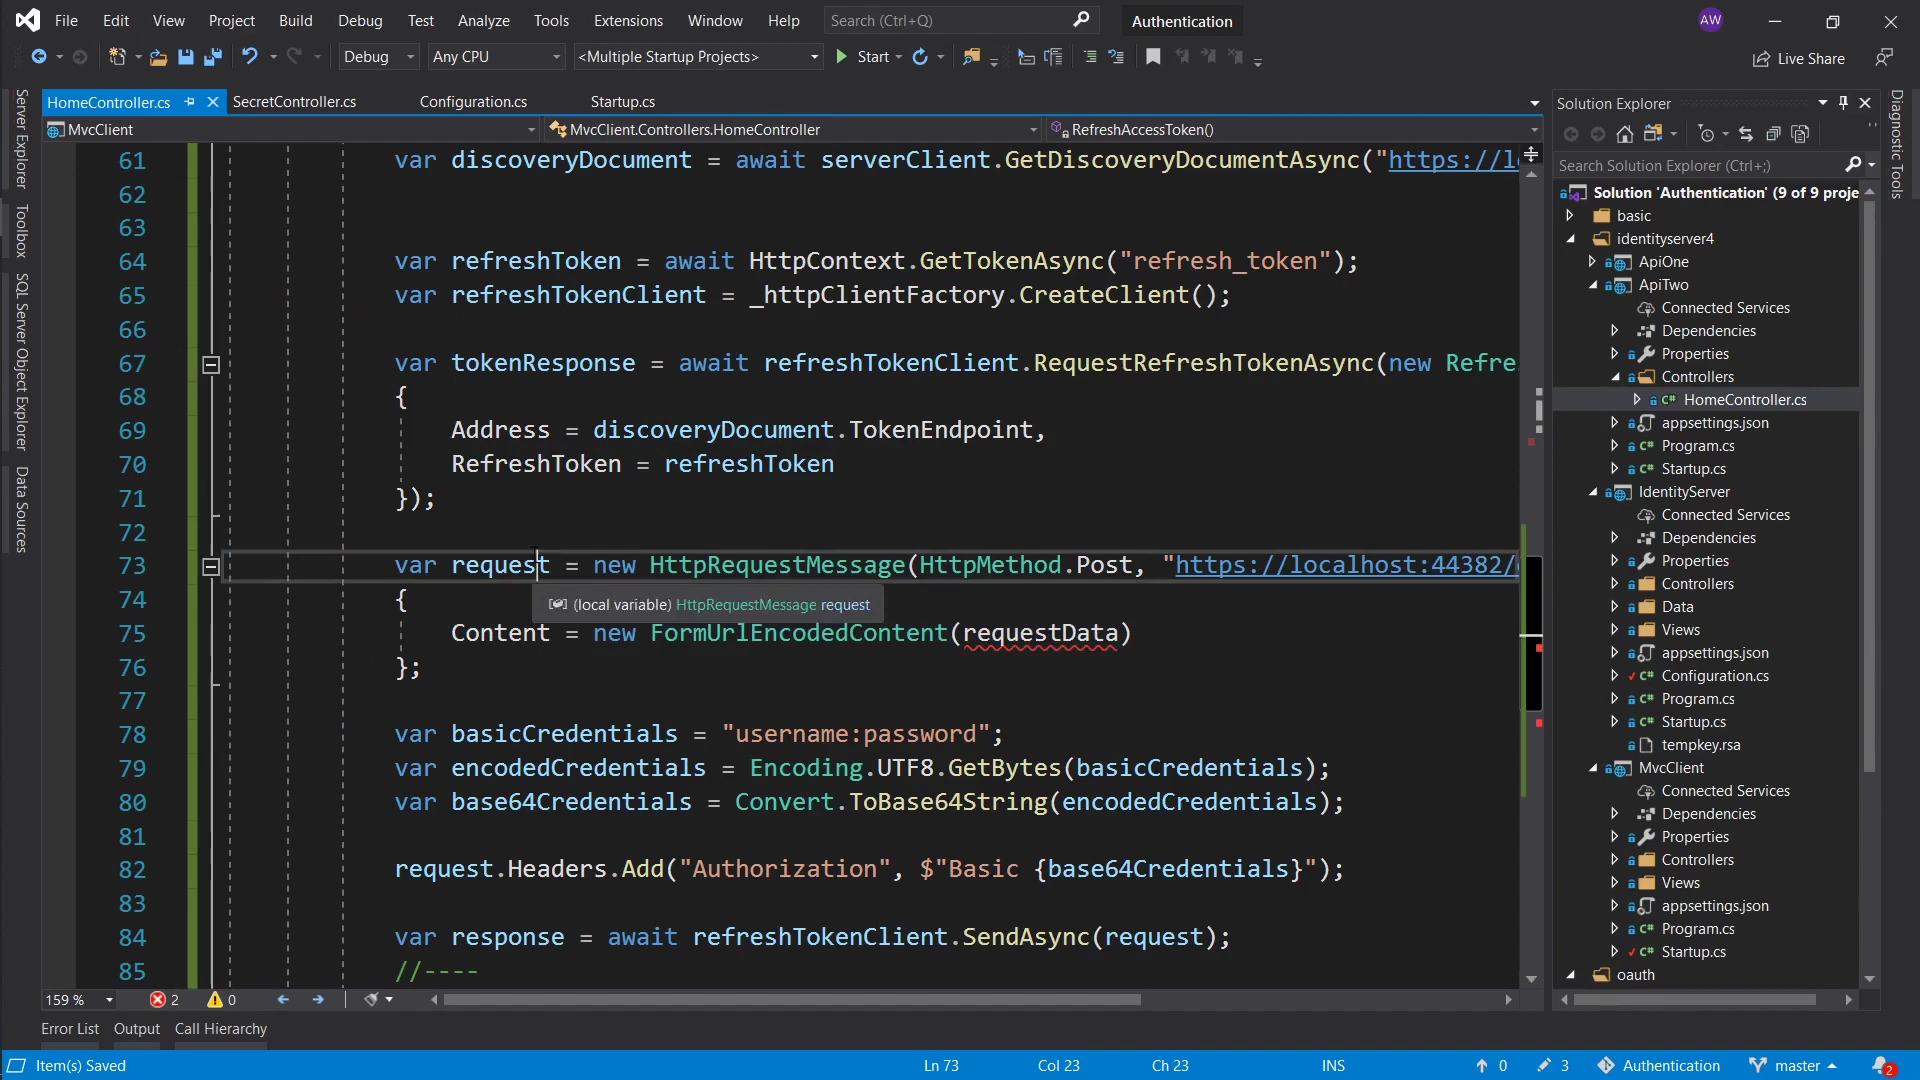 File Edit View Project Build Debug Test Analyze Tools Extensions Window Help Search (Ctrl+Q) Authentication AW
Debug Any CPU <Multiple Startup Projects> Start Live Share
HomeController.cs SecretController.cs Configuration.cs Startup.cs
MvcClient MvcClient.Controllers.HomeController RefreshAccessToken()
Server Explorer
Toolbox
SQL Server Object Explorer
Data Sources
61 var discoveryDocument = await serverClient.GetDiscoveryDocumentAsync("https://lo
62
63
64 var refreshToken = await HttpContext.GetTokenAsync("refresh_token");
65 var refreshTokenClient = _httpClientFactory.CreateClient();
66
67 var tokenResponse = await refreshTokenClient.RequestRefreshTokenAsync(new Refre
68 {
69 Address = discoveryDocument.TokenEndpoint,
70 RefreshToken = refreshToken
71 });
72
73 var request = new HttpRequestMessage(HttpMethod.Post, "https://localhost:44382/
74 {
(local variable) HttpRequestMessage request
75 Content = new FormUrlEncodedContent(requestData)
76 };
77
78 var basicCredentials = "username:password";
79 var encodedCredentials = Encoding.UTF8.GetBytes(basicCredentials);
80 var base64Credentials = Convert.ToBase64String(encodedCredentials);
81
82 request.Headers.Add("Authorization", $"Basic {base64Credentials}");
83
84 var response = await refreshTokenClient.SendAsync(request);
85 //----
159 % 2 0
Error List Output Call Hierarchy
Item(s) Saved Ln 73 Col 23 Ch 23 INS 0 3 Authentication master 2
Solution Explorer
Search Solution Explorer (Ctrl+;)
Solution 'Authentication' (9 of 9 proje
basic
identityserver4
ApiOne
ApiTwo
Connected Services
Dependencies
Properties
Controllers
C# HomeController.cs
appsettings.json
C# Program.cs
C# Startup.cs
IdentityServer
Connected Services
Dependencies
Properties
Controllers
Data
Views
appsettings.json
C# Configuration.cs
C# Program.cs
C# Startup.cs
tempkey.rsa
MvcClient
Connected Services
Dependencies
Properties
Controllers
Views
appsettings.json
C# Program.cs
C# Startup.cs
oauth
Diagnostic Tools